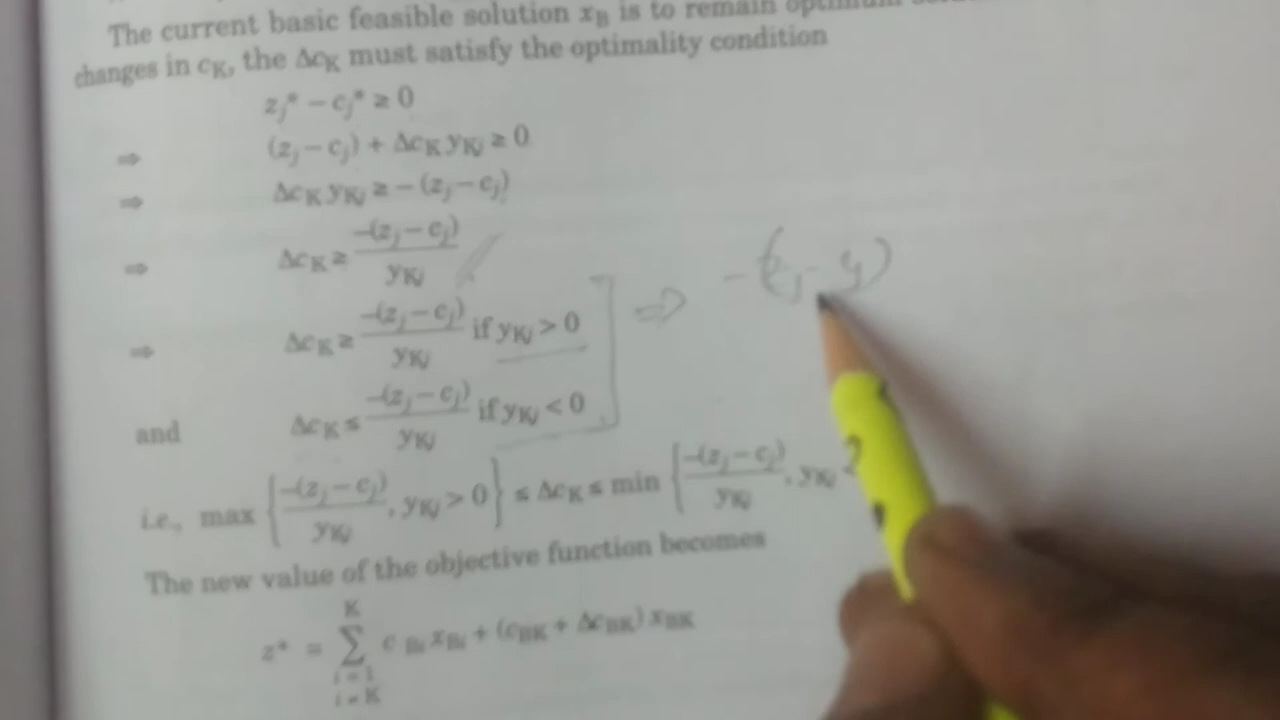 The current basic feasible solution x_B is to remain optimum
changes in c_K, the Δc_K must satisfy the optimality condition
z_j* − c_j* ≥ 0
⇒ (z_j − c_j) + Δc_K y_Kj ≥ 0
⇒ Δc_K y_Kj ≥ − (z_j − c_j)
⇒ Δc_K ≥ −(z_j − c_j) / y_Kj
⇒ Δc_K ≥ −(z_j − c_j) / y_Kj if y_Kj > 0 ⇒ −(z_j − c_j)
and Δc_K ≤ −(z_j − c_j) / y_Kj if y_Kj < 0
i.e., max { −(z_j − c_j) / y_Kj , y_Kj > 0 } ≤ Δc_K ≤ min { −(z_j − c_j) / y_Kj , y_Kj
The new value of the objective function becomes
z* = K Σ i = 1 c_Bi x_Bi + (c_BK + Δc_BK) x_BK